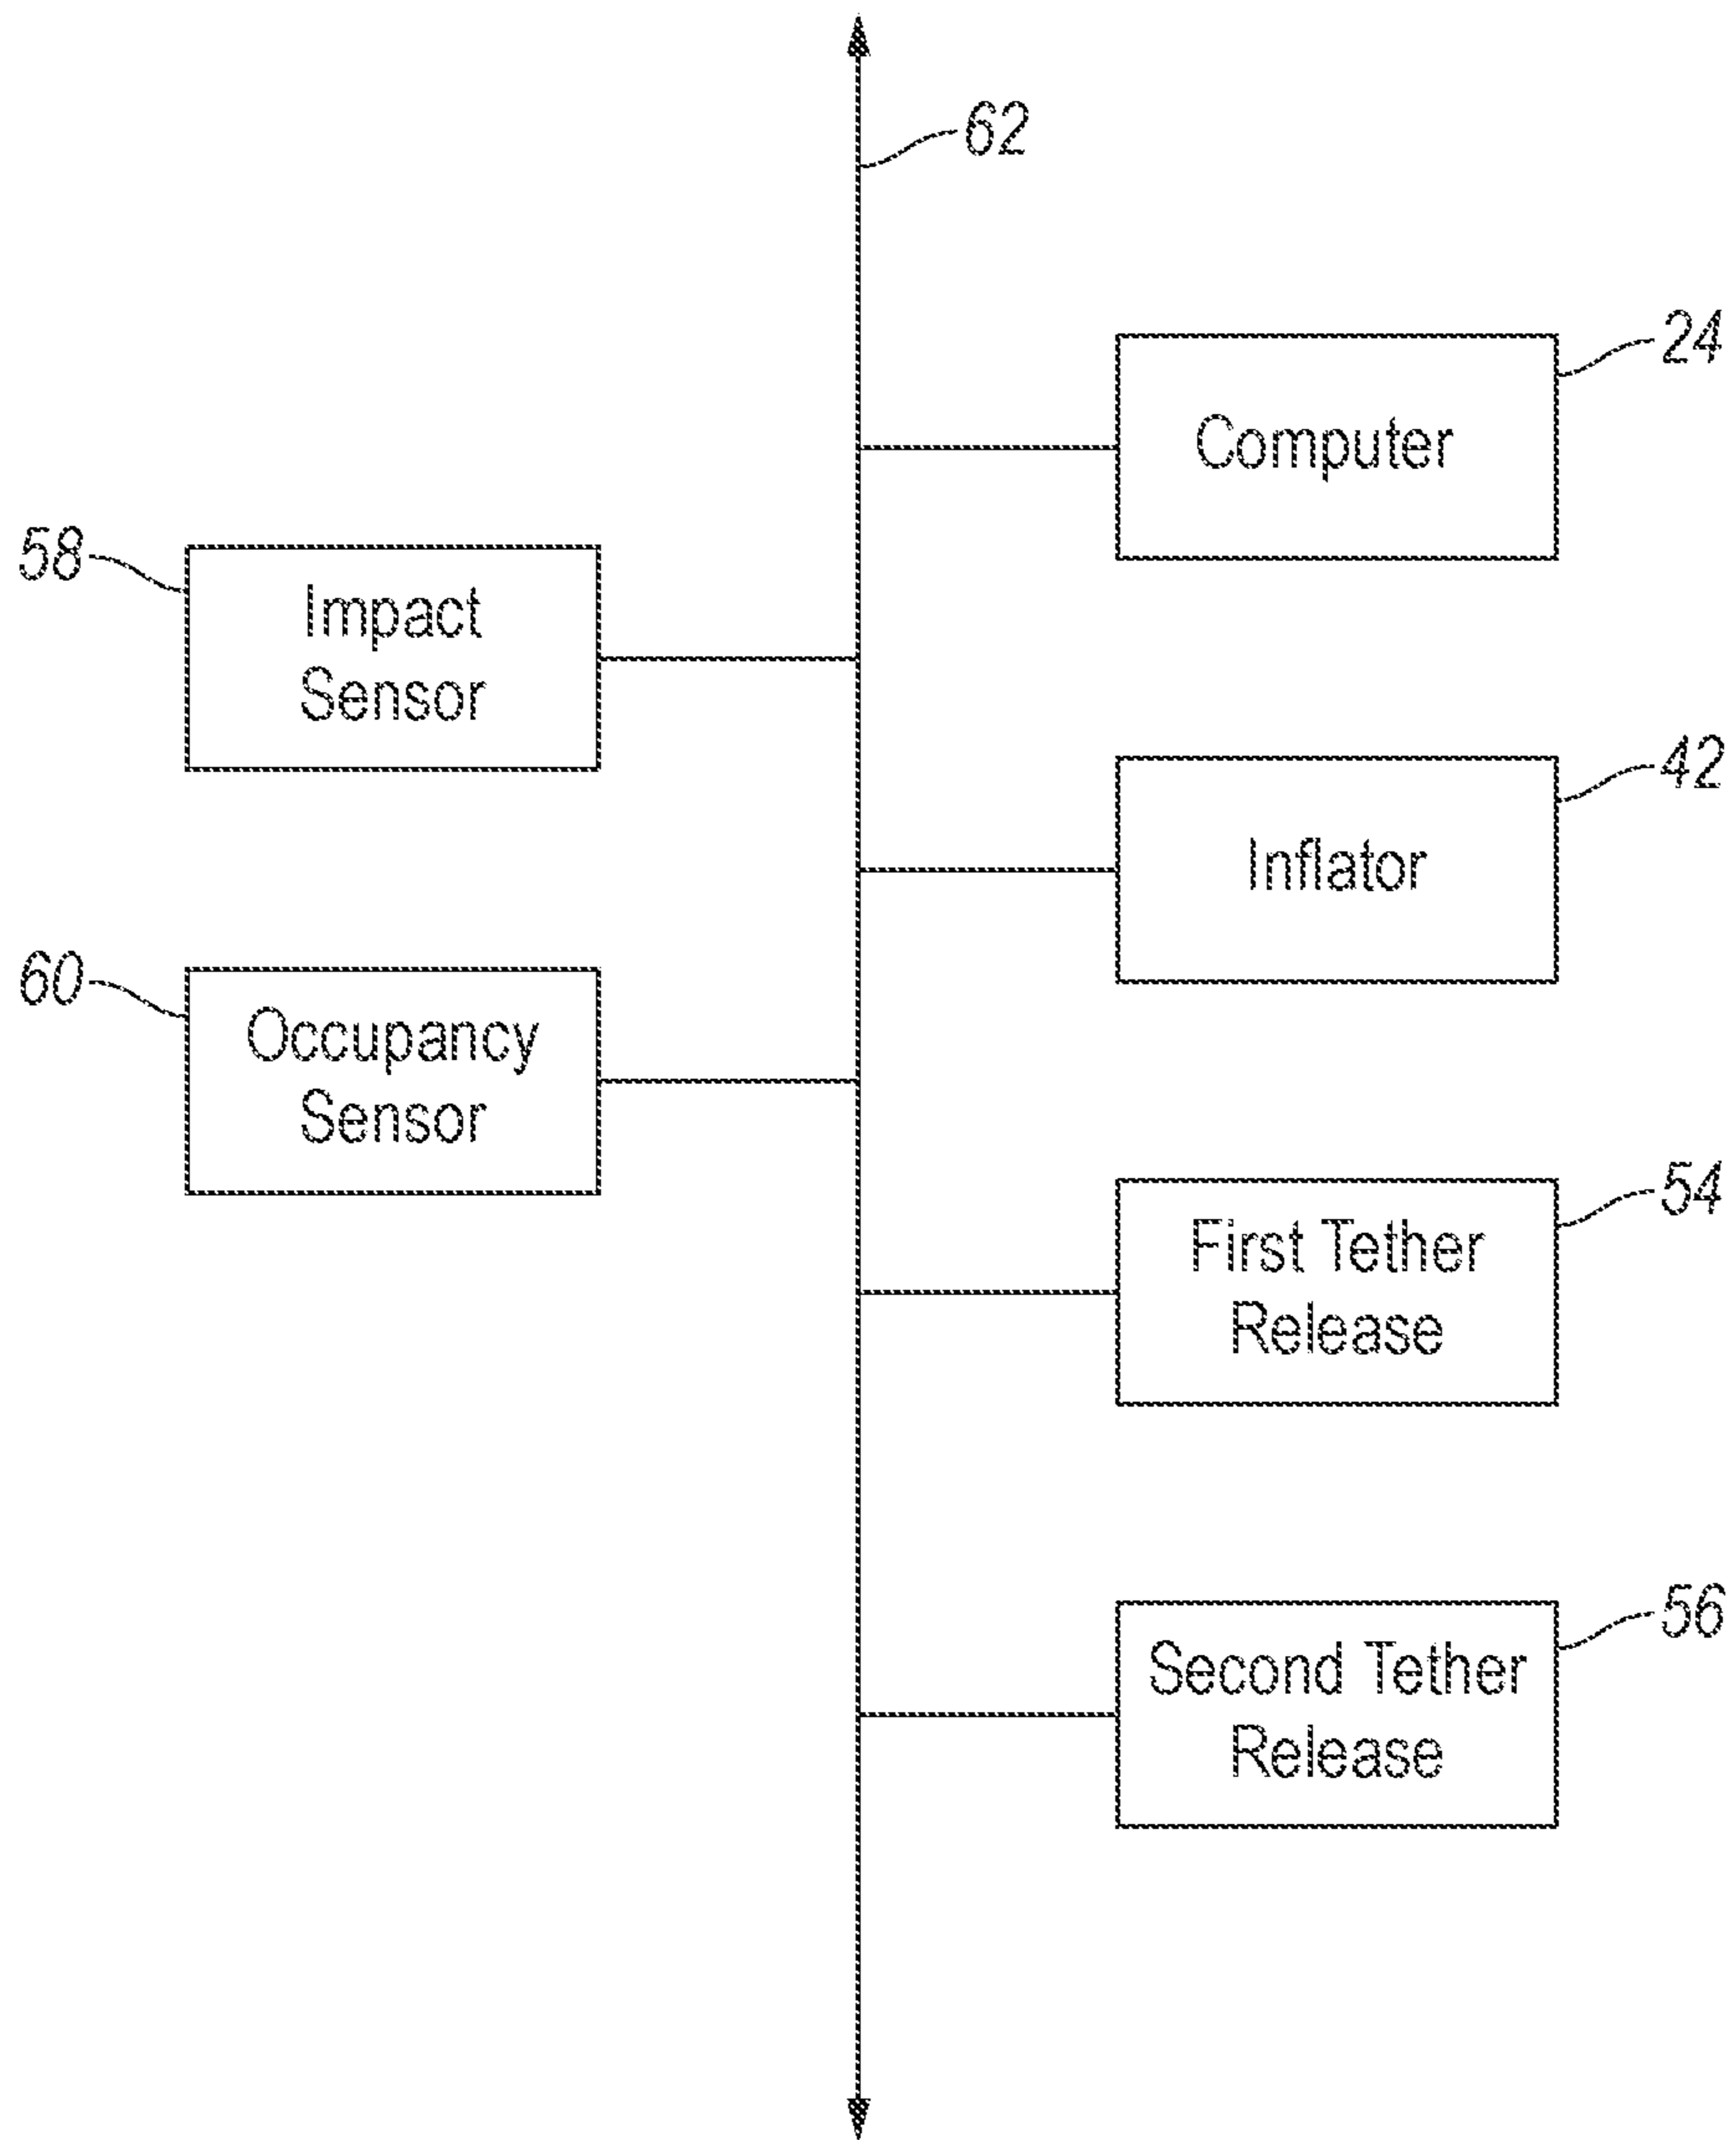 62
24
Computer
58
Impact
Sensor
42
Inflator
60
Occupancy
Sensor
54
First Tether
Release
56
Second Tether
Release